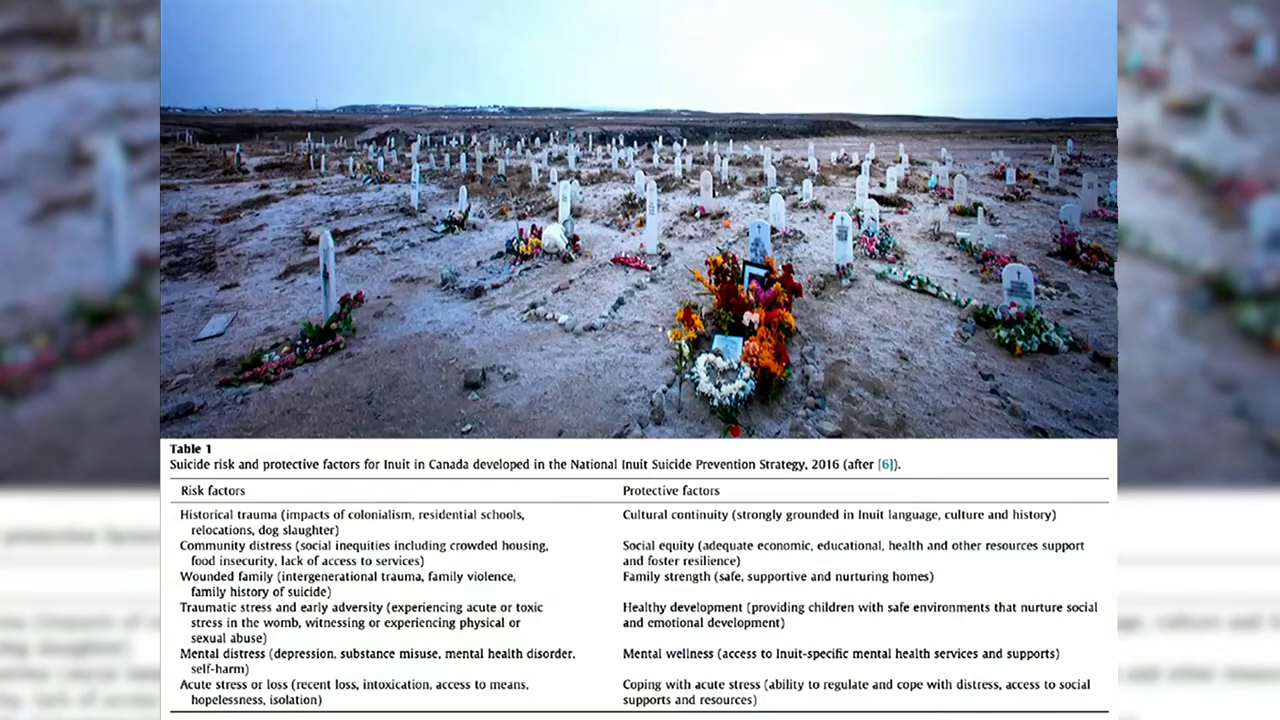 Table 1
Suicide risk and protective factors for Inuit in Canada developed in the National Inuit Suicide Prevention Strategy, 2016 (after [6]).
Risk factors
Protective factors
Historical trauma (impacts of colonialism, residential schools,
relocations, dog slaughter)
Cultural continuity (strongly grounded in Inuit language, culture and history)
Community distress (social inequities including crowded housing,
food insecurity, lack of access to services)
Social equity (adequate economic, educational, health and other resources support
and foster resilience)
Wounded family (intergenerational trauma, family violence,
family history of suicide)
Family strength (safe, supportive and nurturing homes)
Traumatic stress and early adversity (experiencing acute or toxic
stress in the womb, witnessing or experiencing physical or
sexual abuse)
Healthy development (providing children with safe environments that nurture social
and emotional development)
Mental distress (depression, substance misuse, mental health disorder,
self-harm)
Mental wellness (access to Inuit-specific mental health services and supports)
Acute stress or loss (recent loss, intoxication, access to means,
hopelessness, isolation)
Coping with acute stress (ability to regulate and cope with distress, access to social
supports and resources)